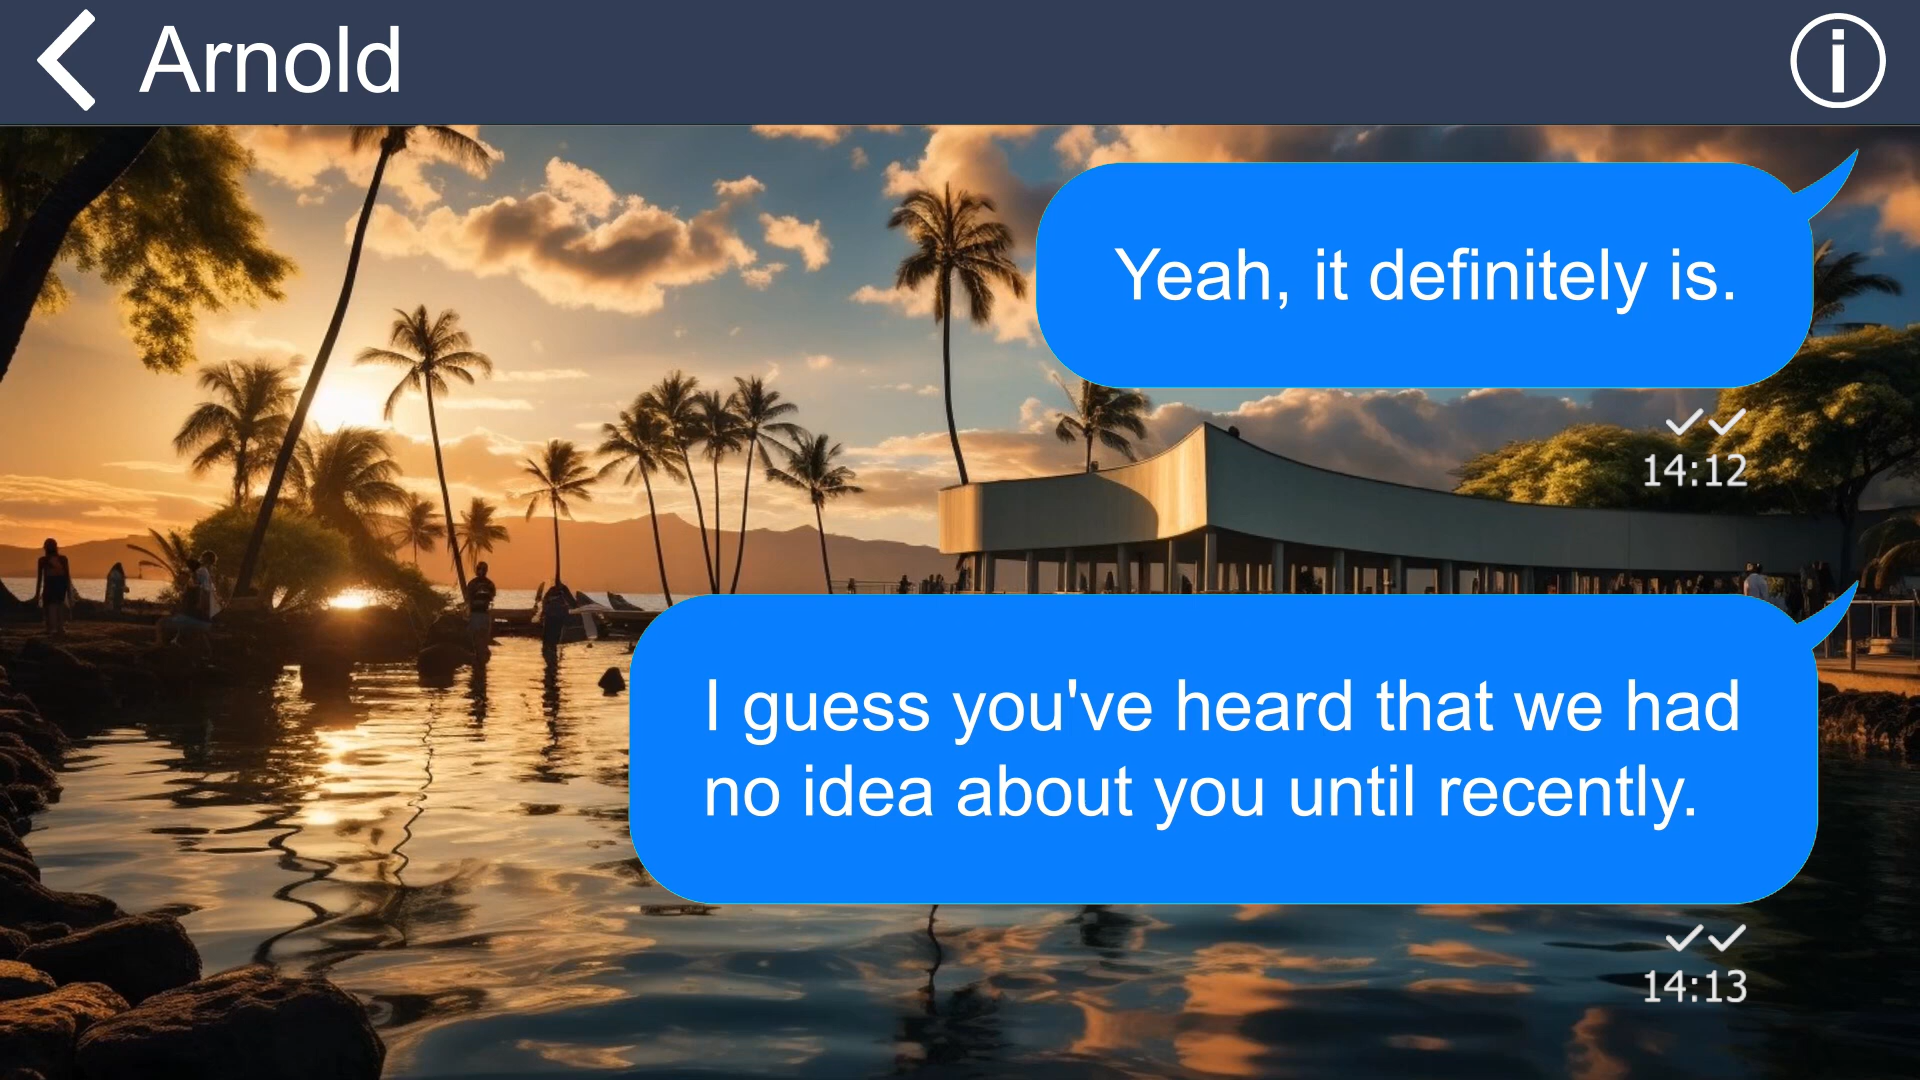 Arnold
Yeah, it definitely is.
14:12
I guess you've heard that we had
no idea about you until recently.
14:13